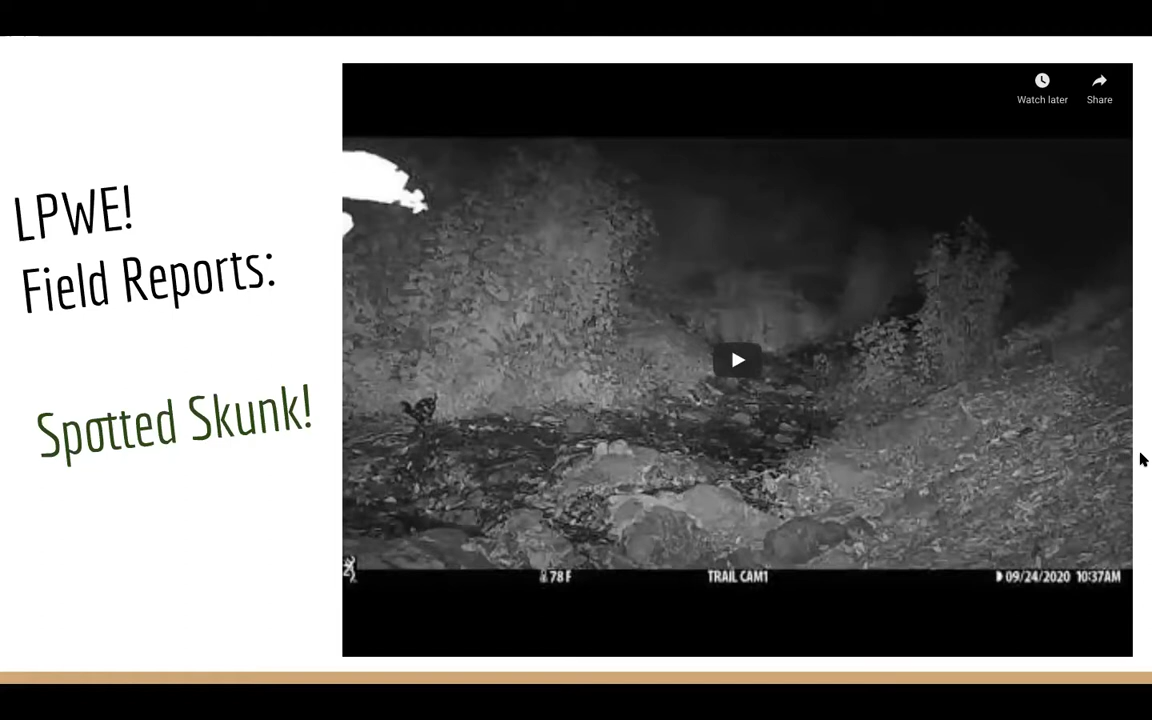 LPWE!
Field Reports:
Spotted Skunk!
Watch later
Share
78 F
TRAIL CAM1
09/24/2020 10:37AM